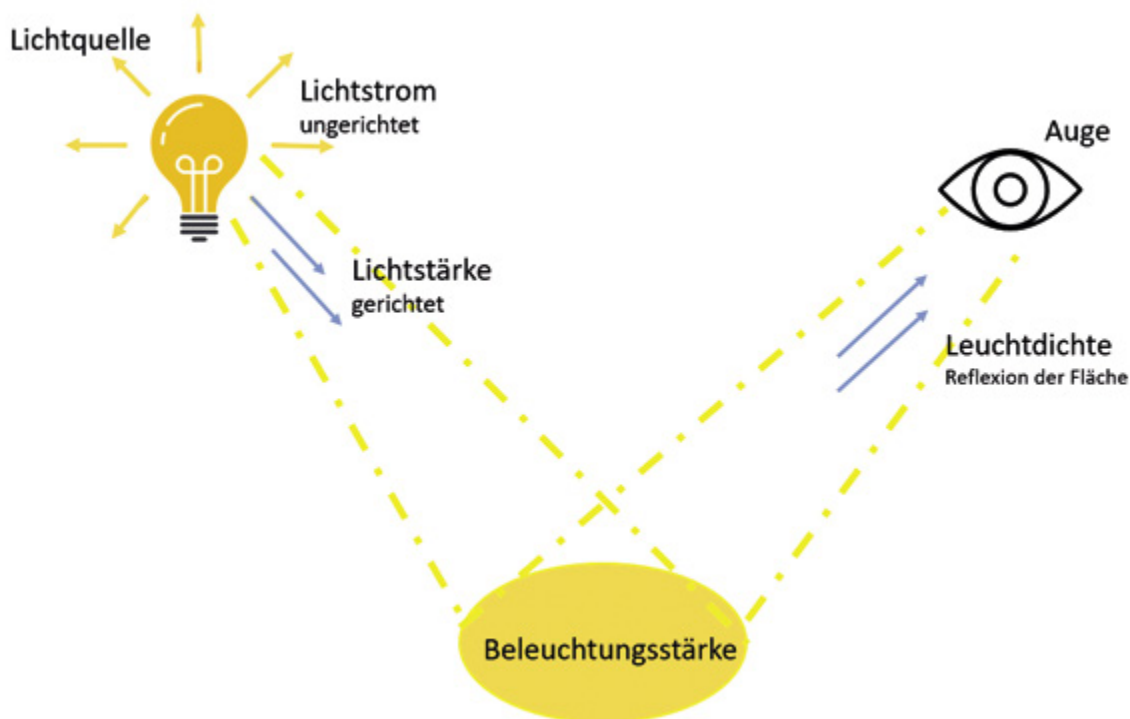 Lichtquelle
Lichtstrom
ungerichtet
Auge
Lichtstärke
gerichtet
Leuchtdichte
Reflexion der Fläche
Beleuchtungsstärke